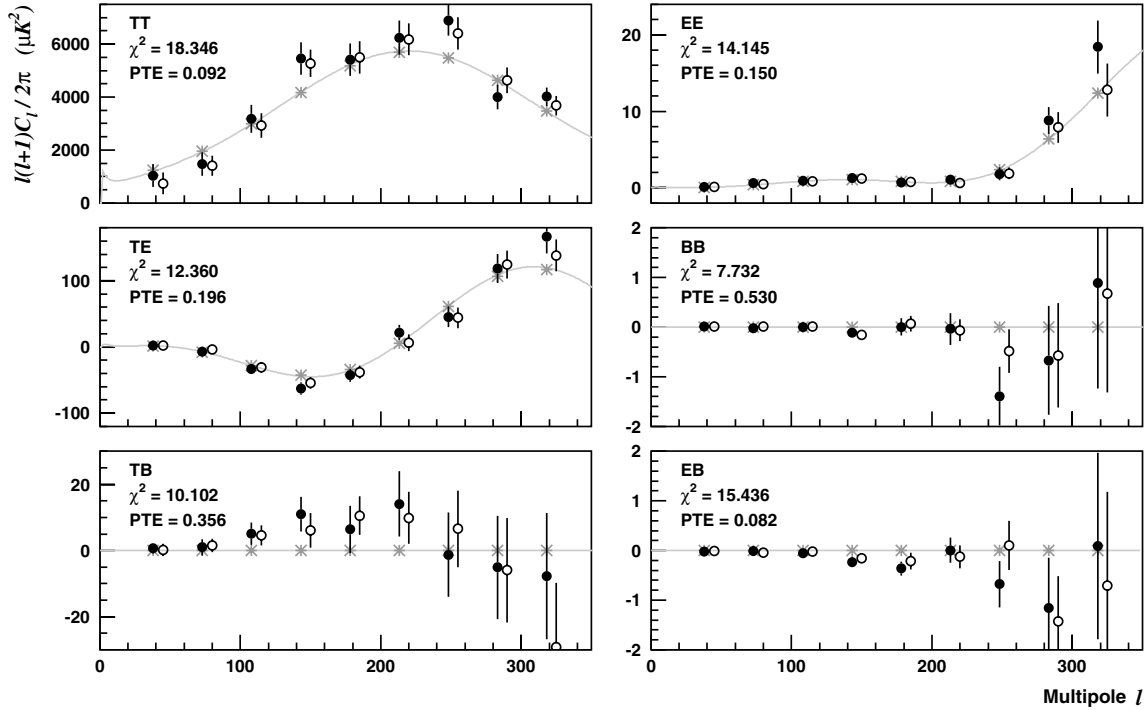 l(l+1)C_l / 2π (μK²)
TT
χ² = 18.346
PTE = 0.092
6000
4000
2000
0
EE
χ² = 14.145
PTE = 0.150
20
10
0
TE
χ² = 12.360
PTE = 0.196
100
0
-100
BB
χ² = 7.732
PTE = 0.530
2
1
0
-1
-2
TB
χ² = 10.102
PTE = 0.356
20
0
-20
0 100 200 300
EB
χ² = 15.436
PTE = 0.082
2
1
0
-1
-2
0 100 200 300
Multipole l